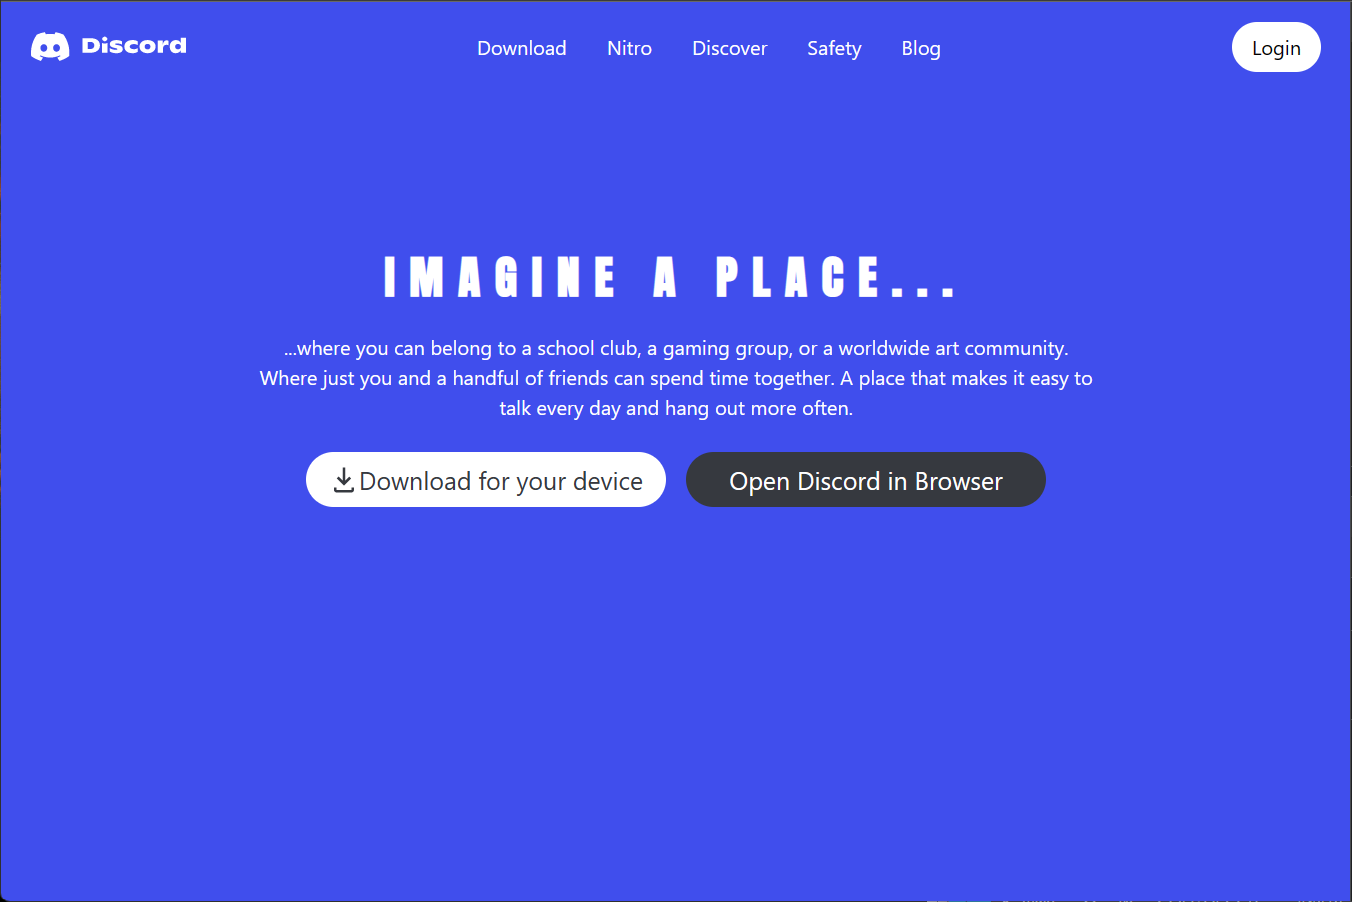 Discord
Download Nitro Discover Safety Blog
Login
IMAGINE A PLACE...
...where you can belong to a school club, a gaming group, or a worldwide art community.
Where just you and a handful of friends can spend time together. A place that makes it easy to
talk every day and hang out more often.
Download for your device
Open Discord in Browser